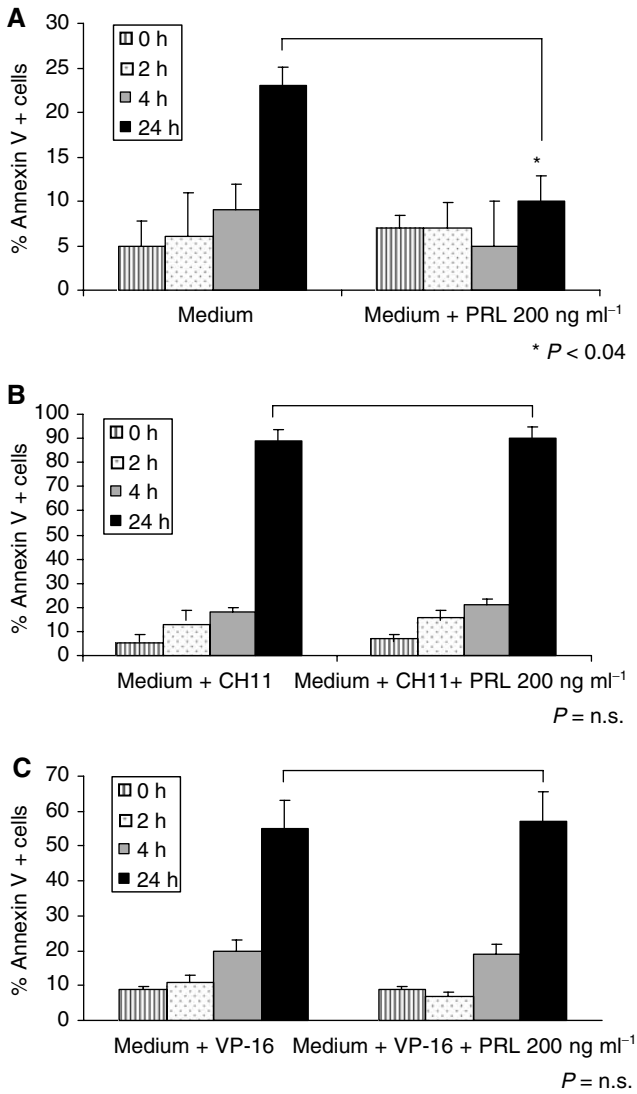 A
30
25
20
15
10
5
0
% Annexin V + cells
0 h
2 h
4 h
24 h
*
Medium
Medium + PRL 200 ng ml⁻¹
* P < 0.04
B
100
90
80
70
60
50
40
30
20
10
0
% Annexin V + cells
0 h
2 h
4 h
24 h
Medium + CH11
Medium + CH11+ PRL 200 ng ml⁻¹
P = n.s.
C
70
60
50
40
30
20
10
0
% Annexin V + cells
0 h
2 h
4 h
24 h
Medium + VP-16
Medium + VP-16 + PRL 200 ng ml⁻¹
P = n.s.